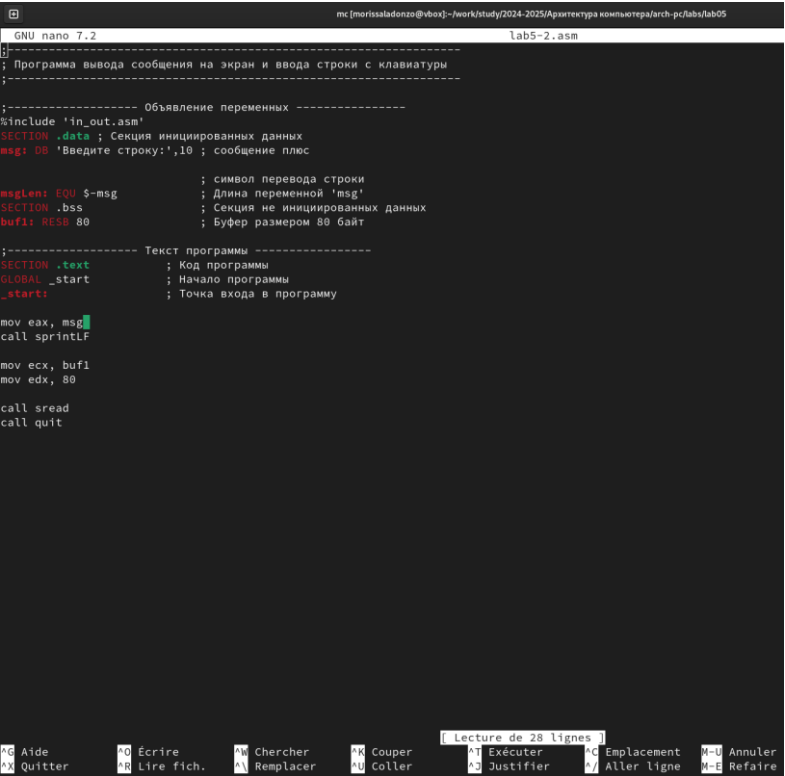 mc [morissaladonzo@vbox]:~/work/study/2024-2025/Архитектура компьютера/arch-pc/labs/lab05
GNU nano 7.2 lab5-2.asm
;---------------------------------------------------------------
; Программа вывода сообщения на экран и ввода строки с клавиатуры
;---------------------------------------------------------------
;------------------ Объявление переменных ---------------
%include 'in_out.asm'
SECTION .data ; Секция инициированных данных
msg: DB 'Введите строку:',10 ; сообщение плюс
; символ перевода строки
msgLen: EQU $-msg ; Длина переменной 'msg'
SECTION .bss ; Секция не инициированных данных
buf1: RESB 80 ; Буфер размером 80 байт
;------------------ Текст программы ----------------
SECTION .text ; Код программы
GLOBAL _start ; Начало программы
_start: ; Точка входа в программу
mov eax, msg
call sprintLF
mov ecx, buf1
mov edx, 80
call sread
call quit
[ Lecture de 28 lignes ]
^G Aide ^O Écrire ^W Chercher ^K Couper ^T Exécuter ^C Emplacement M-U Annuler
^X Quitter ^R Lire fich. ^\ Remplacer ^U Coller ^J Justifier ^/ Aller ligne M-E Refaire